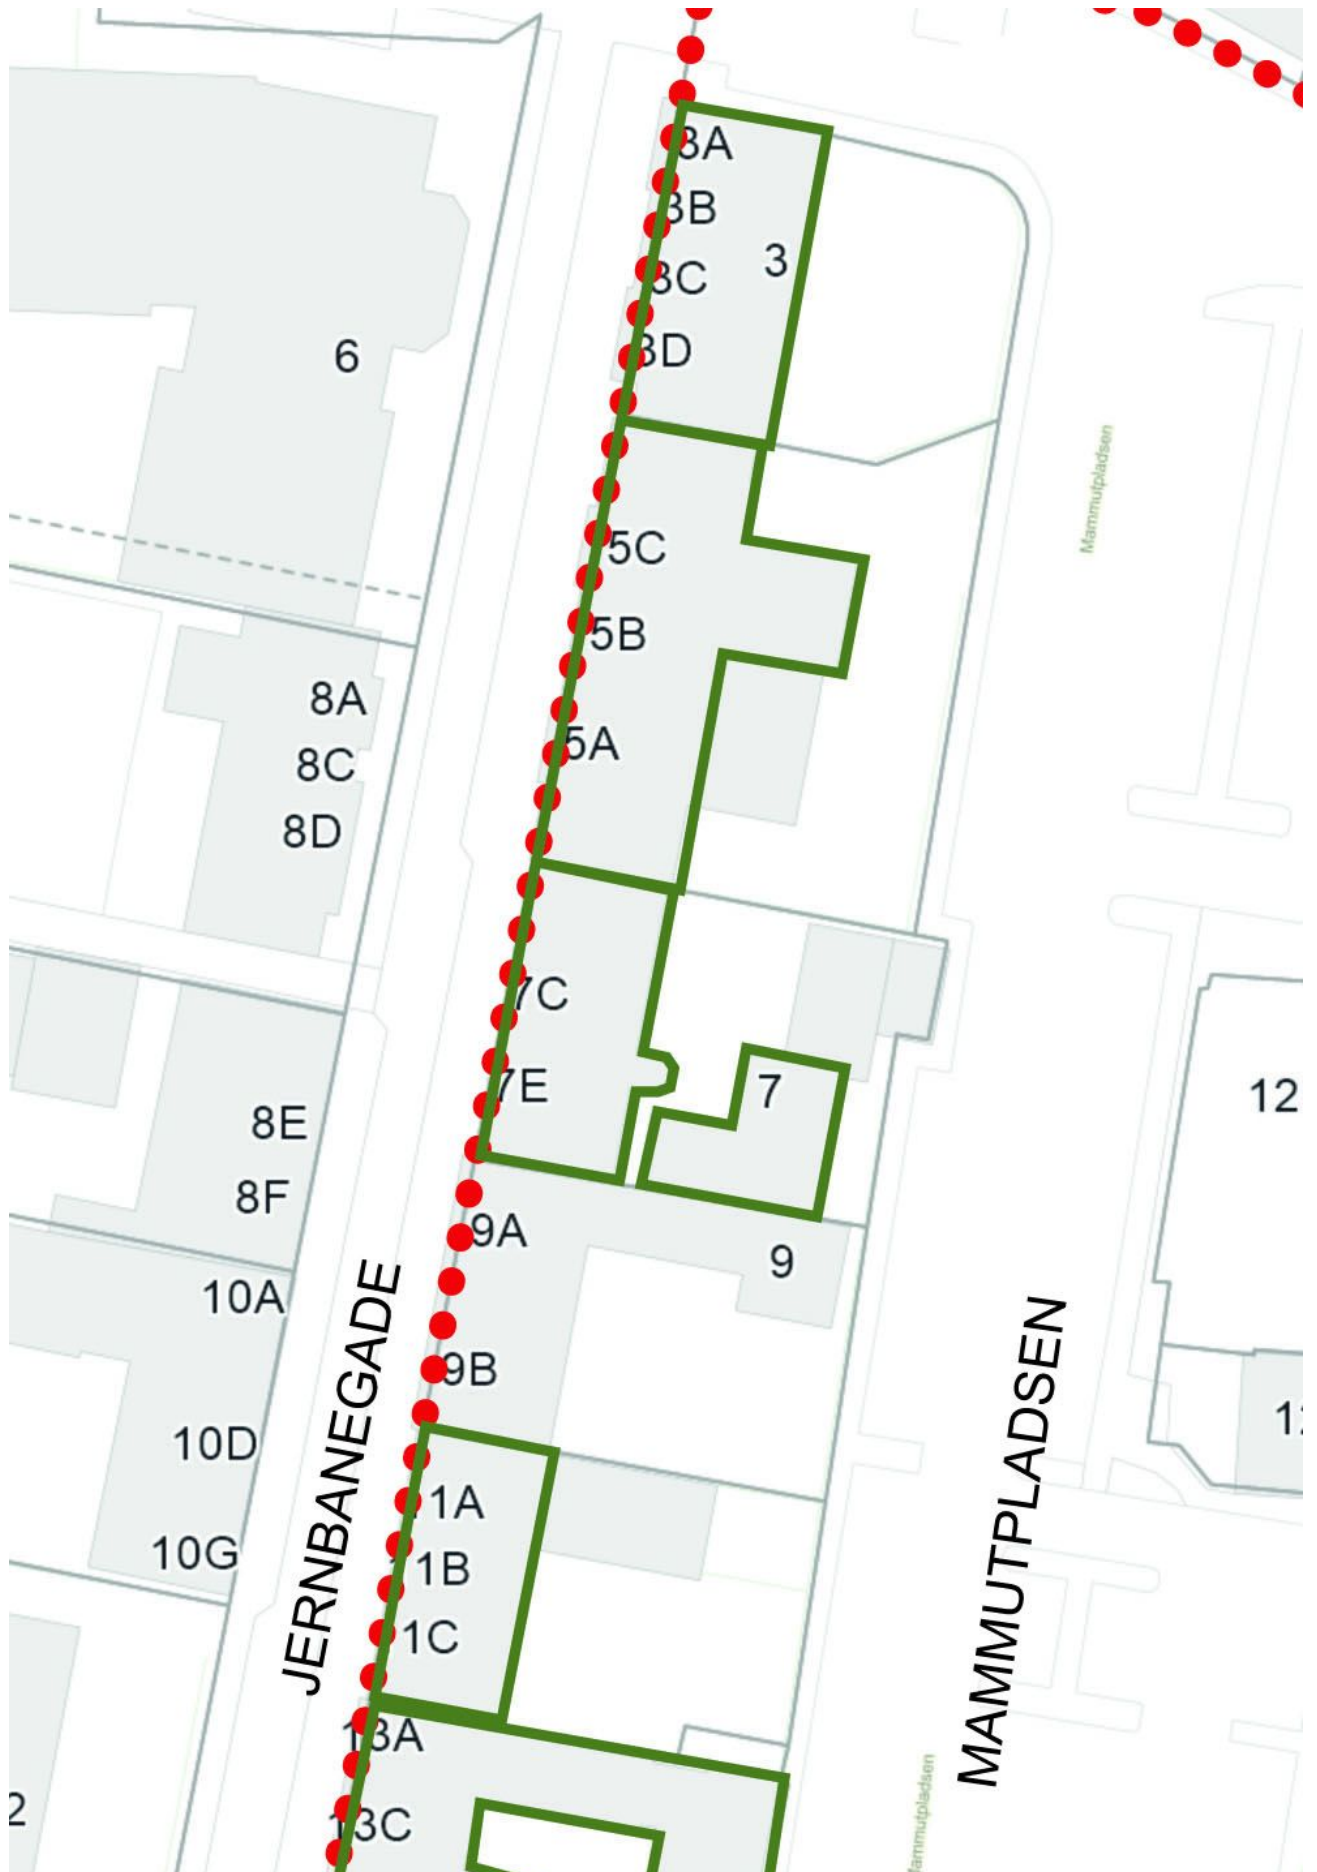 3A
3B
3
3C
3D
6
5C
5B
5A
8A
8C
8D
Mammutpladsen
7C
7E
7
8E
8F
12
9A
9
9B
10A
10D
10G
JERNBANEGADE
MAMMUTPLADSEN
1A
1B
1C
13A
13C
2
Mammutpladsen